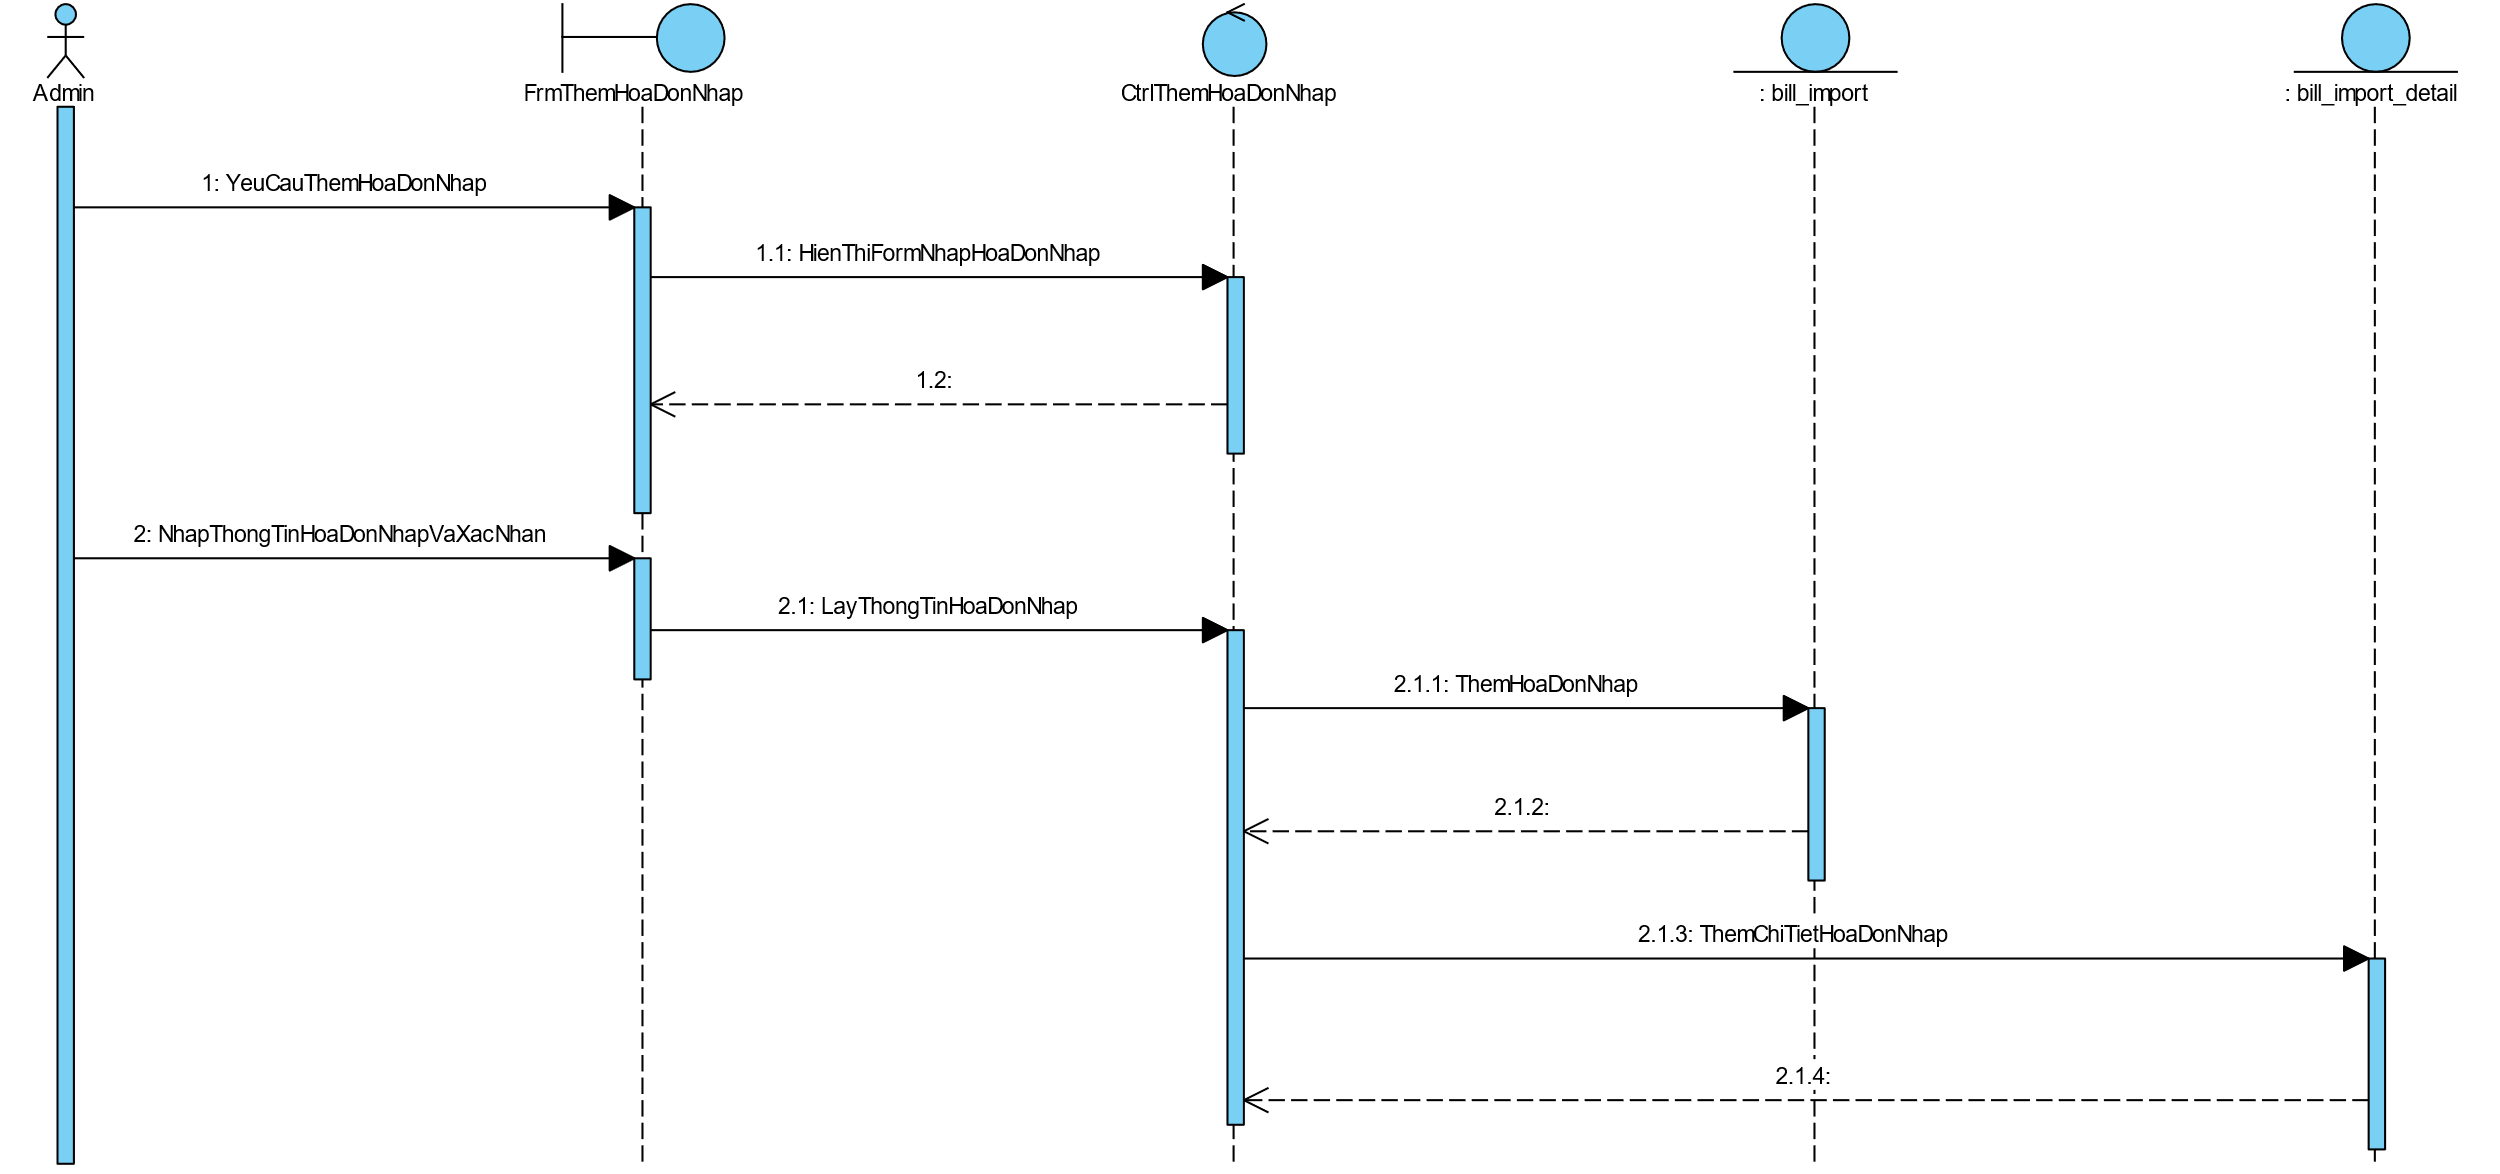 Admin
FrmThemHoaDonNhap
CtrlThemHoaDonNhap
: bill_import
: bill_import_detail
1: YeuCauThemHoaDonNhap
1.1: HienThiFormNhapHoaDonNhap
1.2:
2: NhapThongTinHoaDonNhapVaXacNhan
2.1: LayThongTinHoaDonNhap
2.1.1: ThemHoaDonNhap
2.1.2:
2.1.3: ThemChiTietHoaDonNhap
2.1.4: